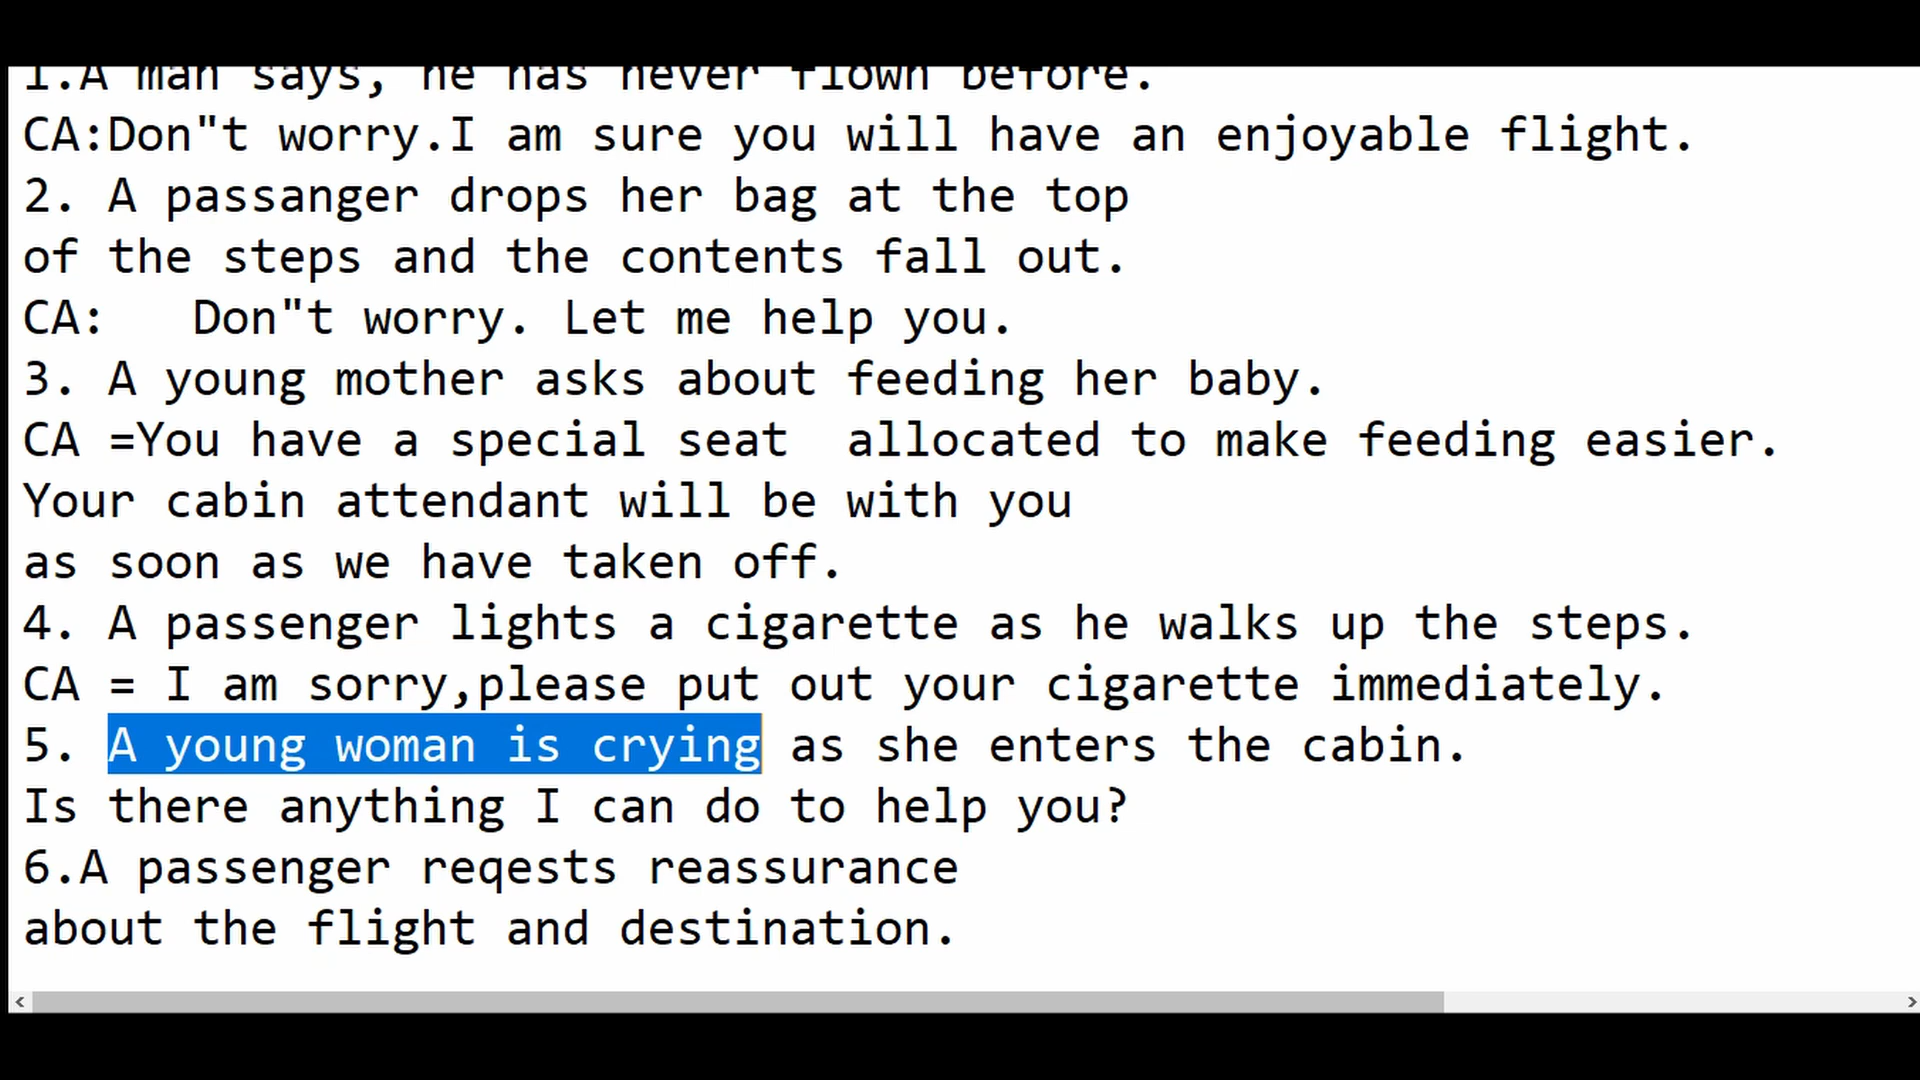 1.A man says, he has never flown before.
CA:Don"t worry.I am sure you will have an enjoyable flight.
2. A passanger drops her bag at the top
of the steps and the contents fall out.
CA:   Don"t worry. Let me help you.
3. A young mother asks about feeding her baby.
CA =You have a special seat  allocated to make feeding easier.
Your cabin attendant will be with you
as soon as we have taken off.
4. A passenger lights a cigarette as he walks up the steps.
CA = I am sorry,please put out your cigarette immediately.
5. A young woman is crying as she enters the cabin.
Is there anything I can do to help you?
6.A passenger reqests reassurance
about the flight and destination.